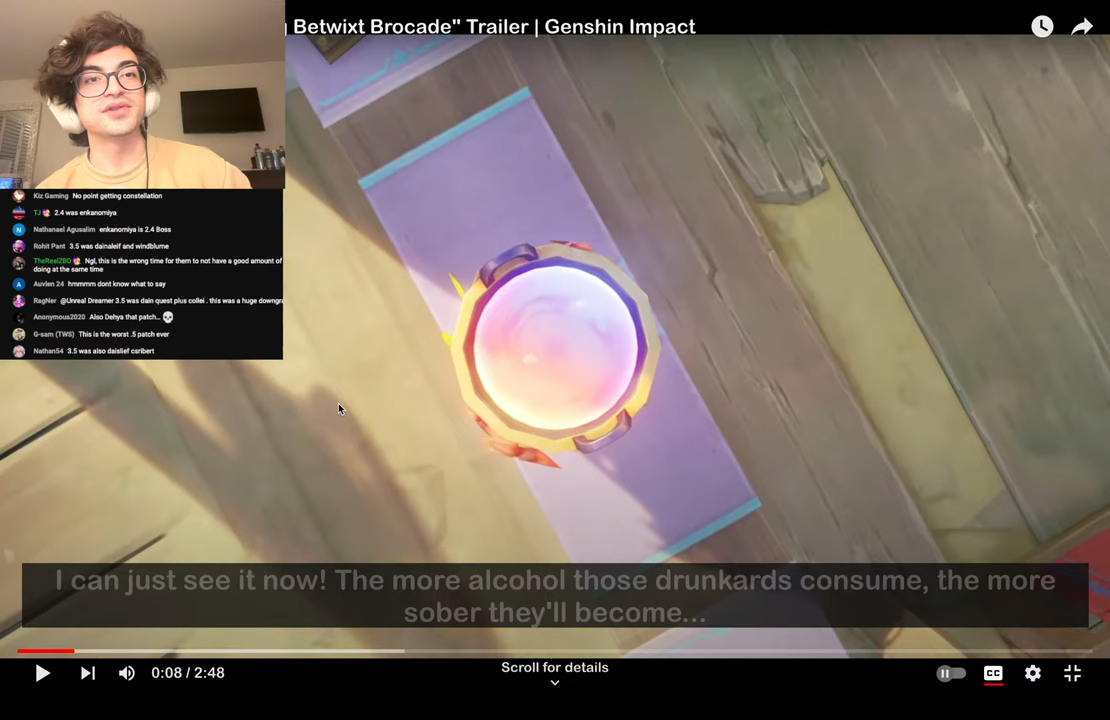 Betwixt Brocade" Trailer | Genshin Impact
Kiz Gaming No point getting constellation
TJ 2.4 was enkanomiya
Nathanael Agusalim enkanomiya is 2.4 Boss
Rohit Pant 3.5 was dainaleif and windblume
TheRealZBD Ngl, this is the wrong time for them to not have a good amount of
doing at the same time
Auvlen 24 hmmmm dont know what to say
RagNer @Unreal Dreamer 3.5 was dain quest plus collei . this was a huge downgra
Anonymous2020 Also Dehya that patch...
G-sam (TWS) This is the worst .5 patch ever
Nathan54 3.5 was also daislief csribert
I can just see it now! The more alcohol those drunkards consume, the more
sober they'll become...
0:08 / 2:48
Scroll for details
CC